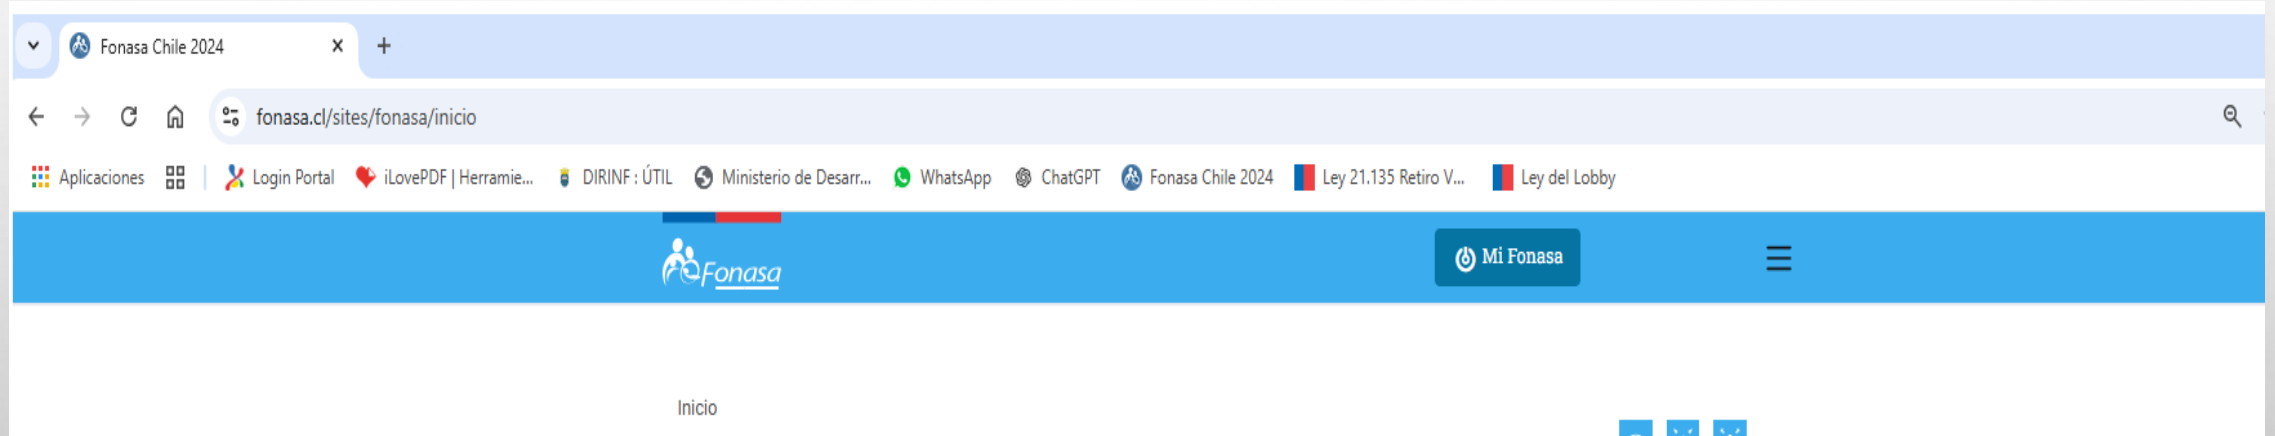 Fonasa Chile 2024
fonasa.cl/sites/fonasa/inicio
Aplicaciones Login Portal iLovePDF | Herramie... DIRINF : ÚTIL Ministerio de Desarr... WhatsApp ChatGPT Fonasa Chile 2024 Ley 21.135 Retiro V... Ley del Lobby
Fonasa Mi Fonasa
Inicio